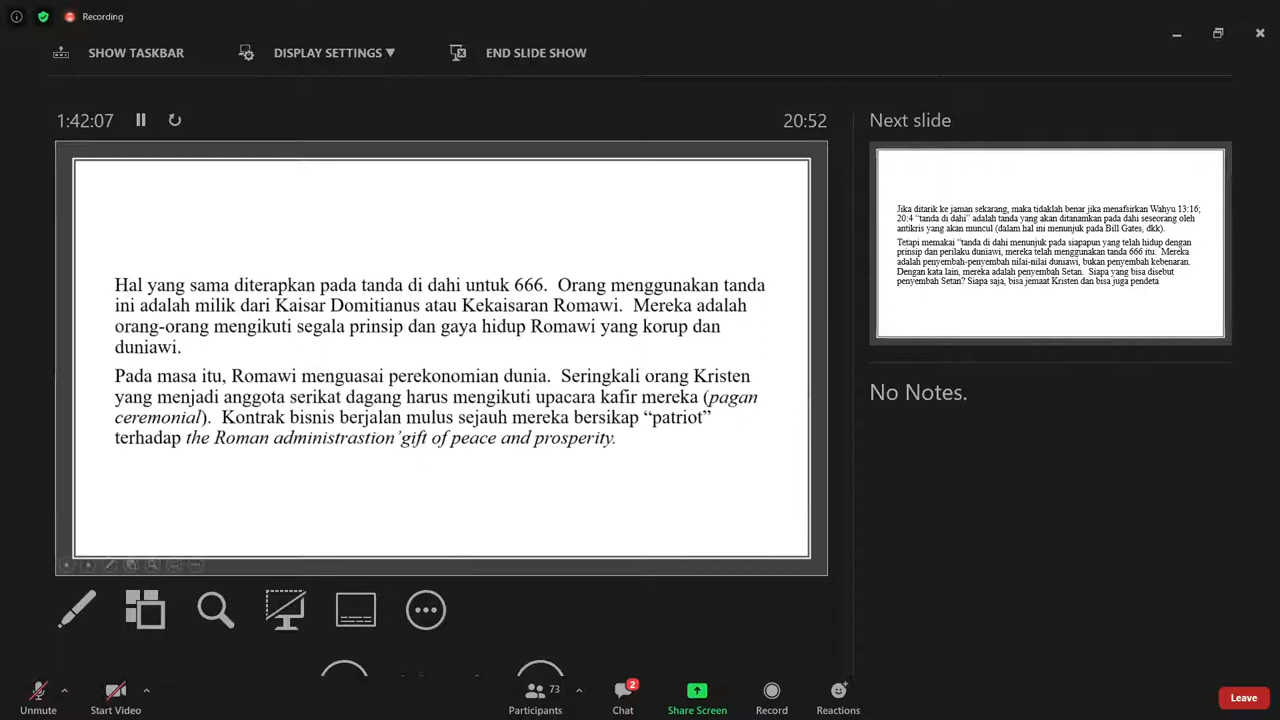 Recording
SHOW TASKBAR
DISPLAY SETTINGS ▼
END SLIDE SHOW
1:42:07
20:52
Next slide
Hal yang sama diterapkan pada tanda di dahi untuk 666.  Orang menggunakan tanda
ini adalah milik dari Kaisar Domitianus atau Kekaisaran Romawi.  Mereka adalah
orang-orang mengikuti segala prinsip dan gaya hidup Romawi yang korup dan
duniawi.
Pada masa itu, Romawi menguasai perekonomian dunia.  Seringkali orang Kristen
yang menjadi anggota serikat dagang harus mengikuti upacara kafir mereka (pagan
ceremonial).  Kontrak bisnis berjalan mulus sejauh mereka bersikap “patriot”
terhadap the Roman administrastion’gift of peace and prosperity.
Jika ditarik ke jaman sekarang, maka tidaklah benar jika menafsirkan Wahyu 13:16;
20:4 “tanda di dahi” adalah tanda yang akan ditanamkan pada dahi seseorang oleh
antikris yang akan muncul (dalam hal ini menunjuk pada Bill Gates, dkk).
Tetapi memakai “tanda di dahi menunjuk pada siapapun yang telah hidup dengan
prinsip dan perilaku duniawi, mereka telah menggunakan tanda 666 itu.  Mereka
adalah penyembah-penyembah nilai-nilai duniawi, bukan penyembah kebenaran.
Dengan kata lain, mereka adalah penyembah Setan.  Siapa yang bisa disebut
penyembah Setan? Siapa saja, bisa jemaat Kristen dan bisa juga pendeta
No Notes.
Unmute
Start Video
73
Participants
2
Chat
Share Screen
Record
Reactions
Leave